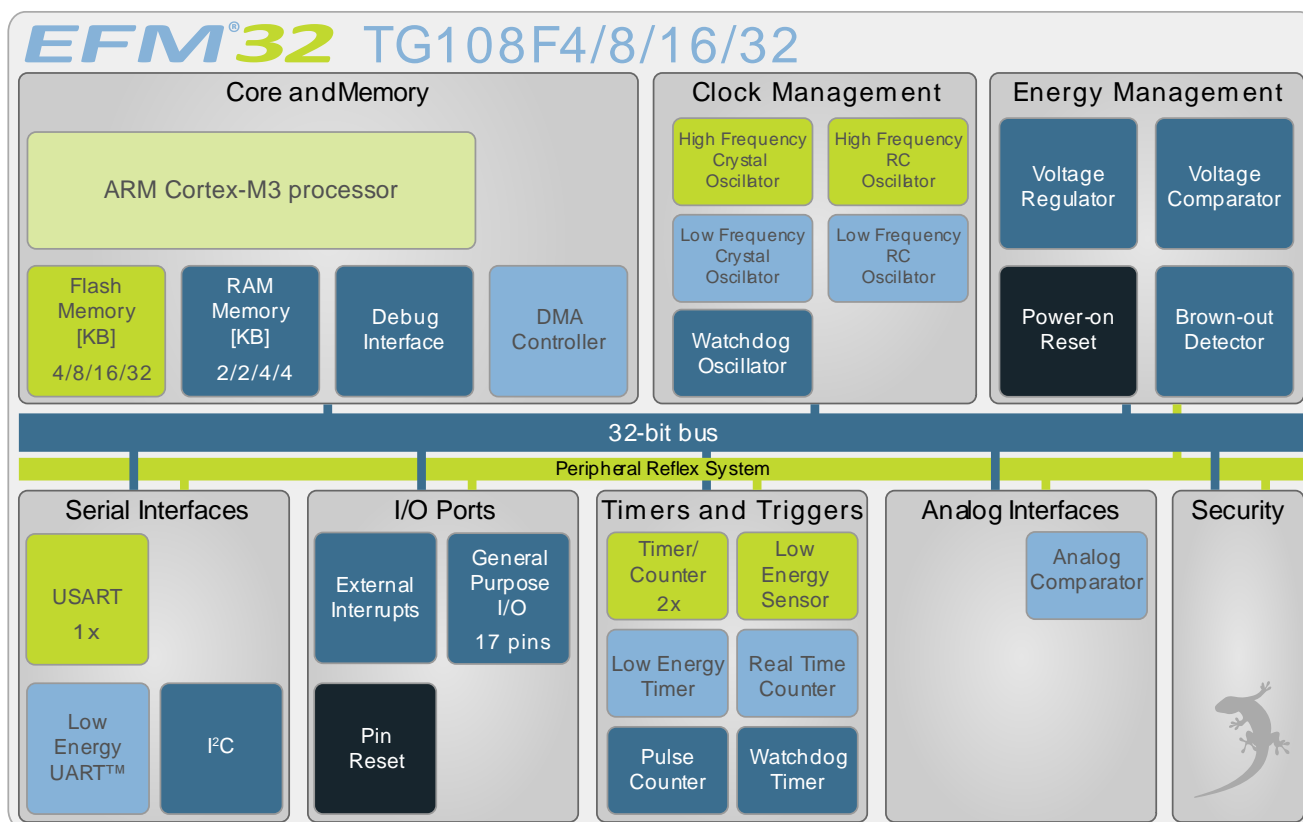 EFM®32 TG108F4/8/16/32
Core and Memory
ARM Cortex-M3 processor
Flash
Memory
[KB]
4/8/16/32
RAM
Memory
[KB]
2/2/4/4
Debug
Interface
DMA
Controller
Clock Management
High Frequency
Crystal
Oscillator
High Frequency
RC
Oscillator
Low Frequency
Crystal
Oscillator
Low Frequency
RC
Oscillator
Watchdog
Oscillator
Energy Management
Voltage
Regulator
Voltage
Comparator
Power-on
Reset
Brown-out
Detector
32-bit bus
Peripheral Reflex System
Serial Interfaces
USART
1x
Low
Energy
UART™
I²C
I/O Ports
External
Interrupts
General
Purpose
I/O
17 pins
Pin
Reset
Timers and Triggers
Timer/
Counter
2x
Low
Energy
Sensor
Low Energy
Timer
Real Time
Counter
Pulse
Counter
Watchdog
Timer
Analog Interfaces
Analog
Comparator
Security